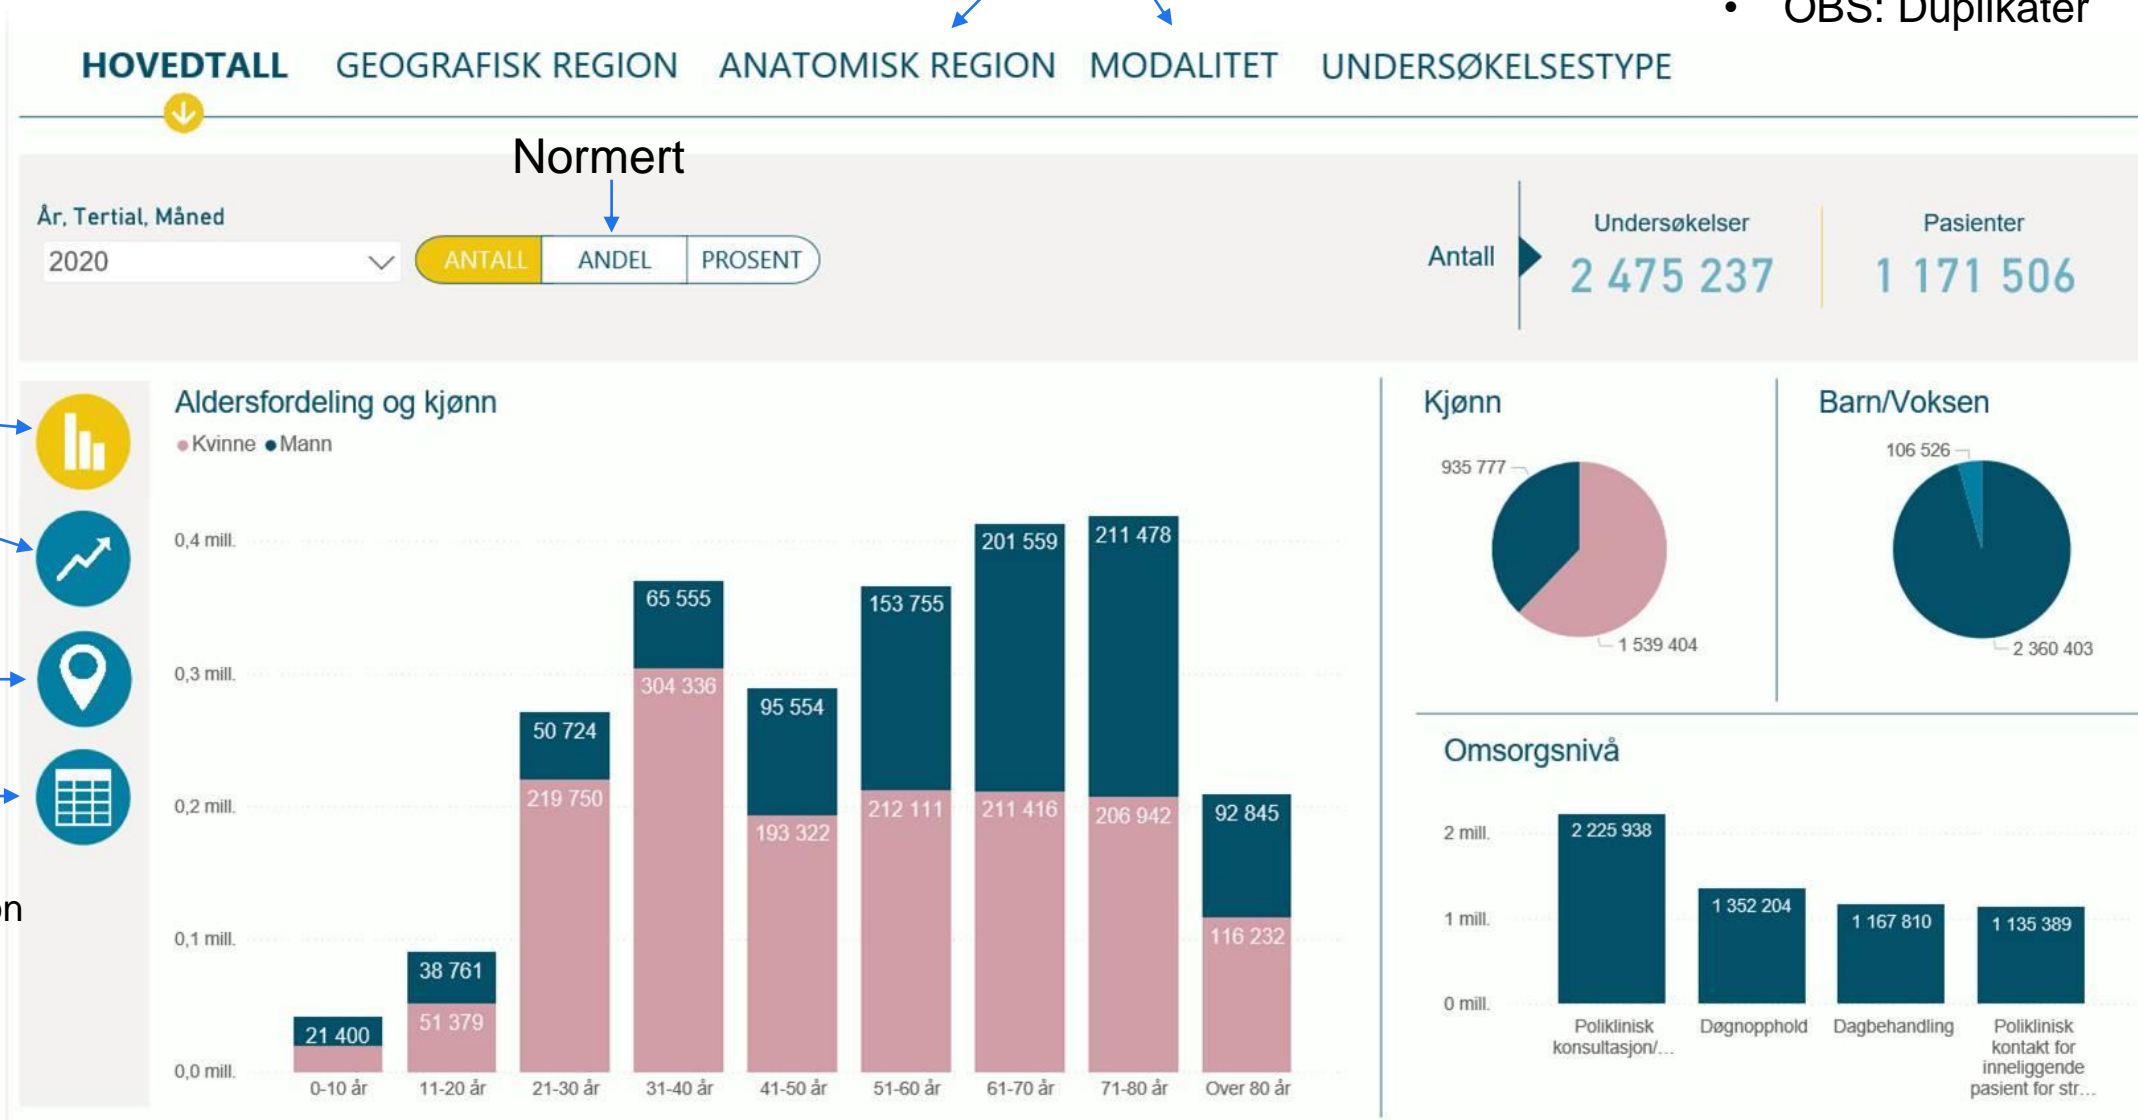 • OBS: Duplikater
HOVEDTALL GEOGRAFISK REGION ANATOMISK REGION MODALITET UNDERSØKELSESTYPE
Normert
År, Tertial, Måned
2020
ANTALL ANDEL PROSENT
Antall
Undersøkelser
2 475 237
Pasienter
1 171 506
Aldersfordeling og kjønn
Kvinne Mann
0,4 mill.
0,3 mill.
0,2 mill.
0,1 mill.
0,0 mill.
21 400
38 761
51 379
50 724
219 750
65 555
304 336
95 554
193 322
153 755
212 111
201 559
211 416
211 478
206 942
92 845
116 232
0-10 år 11-20 år 21-30 år 31-40 år 41-50 år 51-60 år 61-70 år 71-80 år Over 80 år
Kjønn
935 777
1 539 404
Barn/Voksen
106 526
2 360 403
Omsorgsnivå
2 mill.
1 mill.
0 mill.
2 225 938
1 352 204
1 167 810
1 135 389
Poliklinisk
konsultasjon/...
Døgnopphold
Dagbehandling
Poliklinisk
kontakt for
inneliggende
pasient for str...